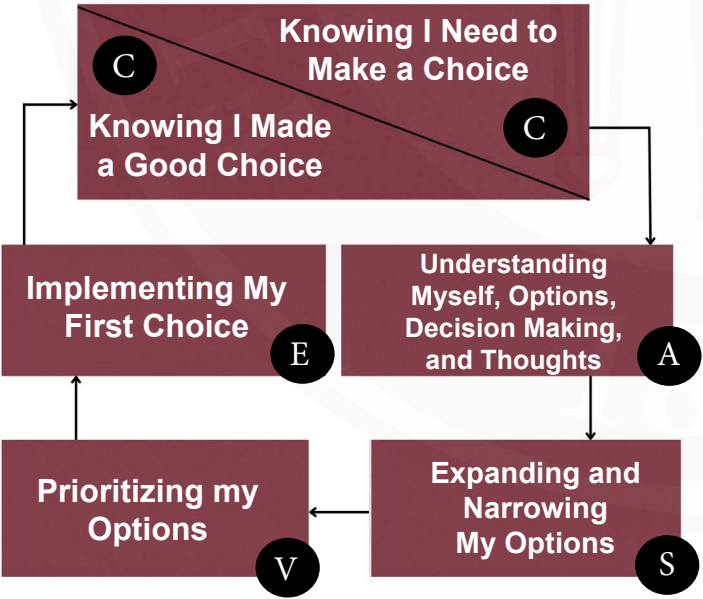 Knowing I Need to
Make a Choice
C
C
Knowing I Made
a Good Choice
Understanding
Myself, Options,
Decision Making,
and Thoughts
A
Expanding and
Narrowing
My Options
S
Prioritizing my
Options
V
Implementing My
First Choice
E